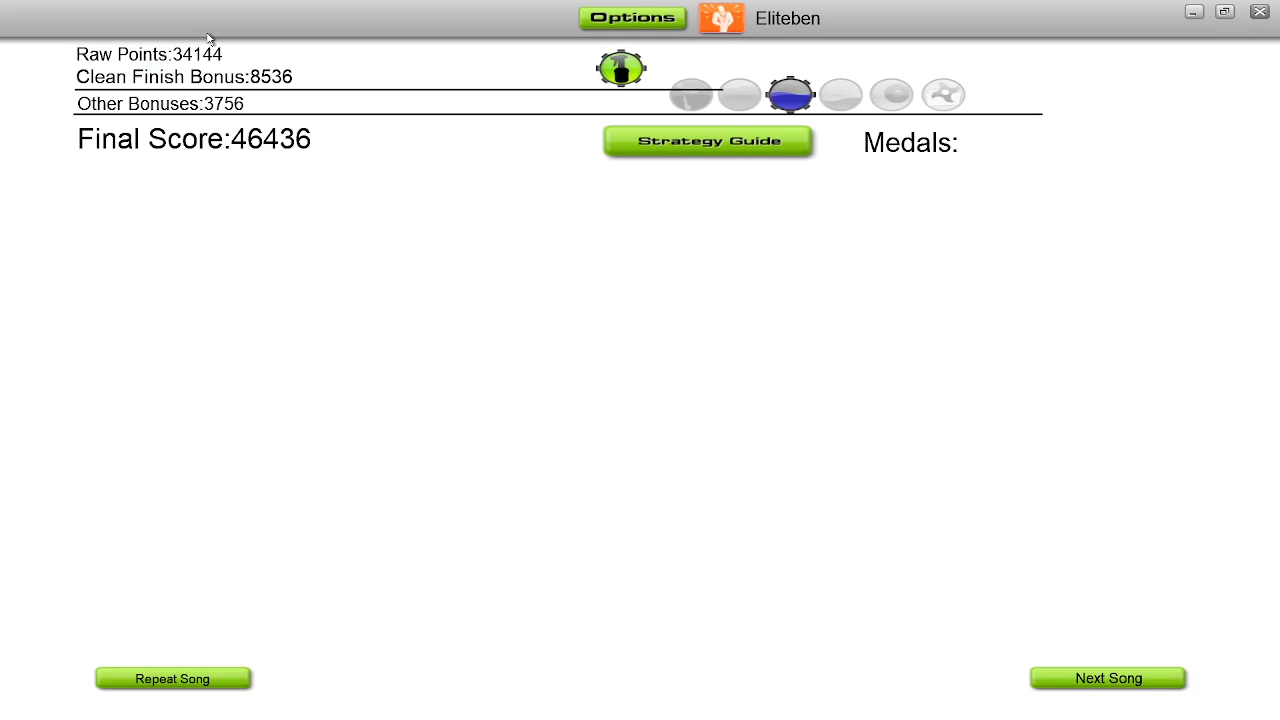 Options
Eliteben
Raw Points:34144
Clean Finish Bonus:8536
Other Bonuses:3756
Final Score:46436
Strategy Guide
Medals:
Repeat Song
Next Song